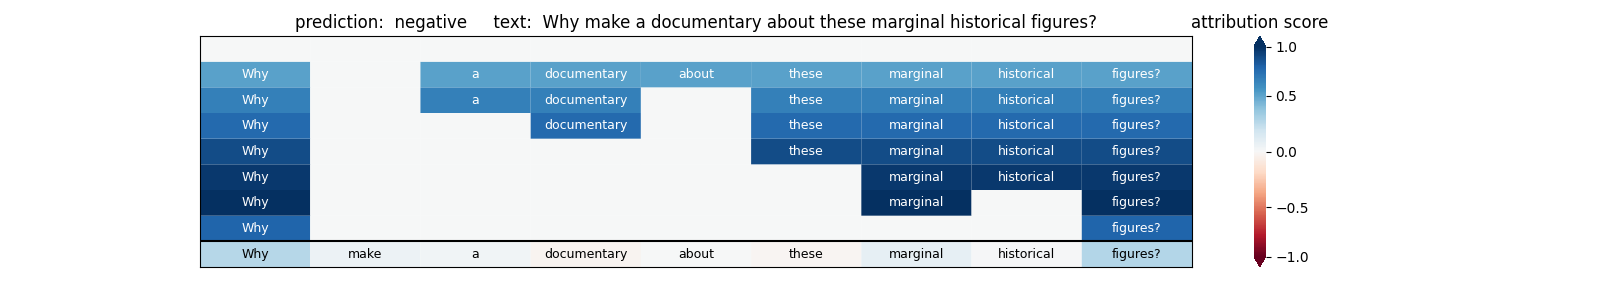 prediction:  negative     text:  Why make a documentary about these marginal historical figures?
attribution score
Why a documentary about these marginal historical figures?
Why a documentary these marginal historical figures?
Why documentary these marginal historical figures?
Why these marginal historical figures?
Why marginal historical figures?
Why marginal figures?
Why figures?
Why make a documentary about these marginal historical figures?
1.0
0.5
0.0
−0.5
−1.0